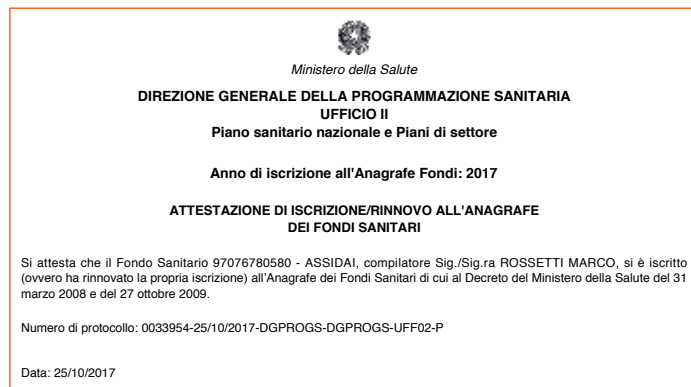 Ministero della Salute
DIREZIONE GENERALE DELLA PROGRAMMAZIONE SANITARIA
UFFICIO II
Piano sanitario nazionale e Piani di settore
Anno di iscrizione all'Anagrafe Fondi: 2017
ATTESTAZIONE DI ISCRIZIONE/RINNOVO ALL'ANAGRAFE
DEI FONDI SANITARI
Si attesta che il Fondo Sanitario 97076780580 - ASSIDAI, compilatore Sig./Sig.ra ROSSETTI MARCO, si è iscritto
(ovvero ha rinnovato la propria iscrizione) all'Anagrafe dei Fondi Sanitari di cui al Decreto del Ministero della Salute del 31
marzo 2008 e del 27 ottobre 2009.
Numero di protocollo: 0033954-25/10/2017-DGPROGS-DGPROGS-UFF02-P
Data: 25/10/2017